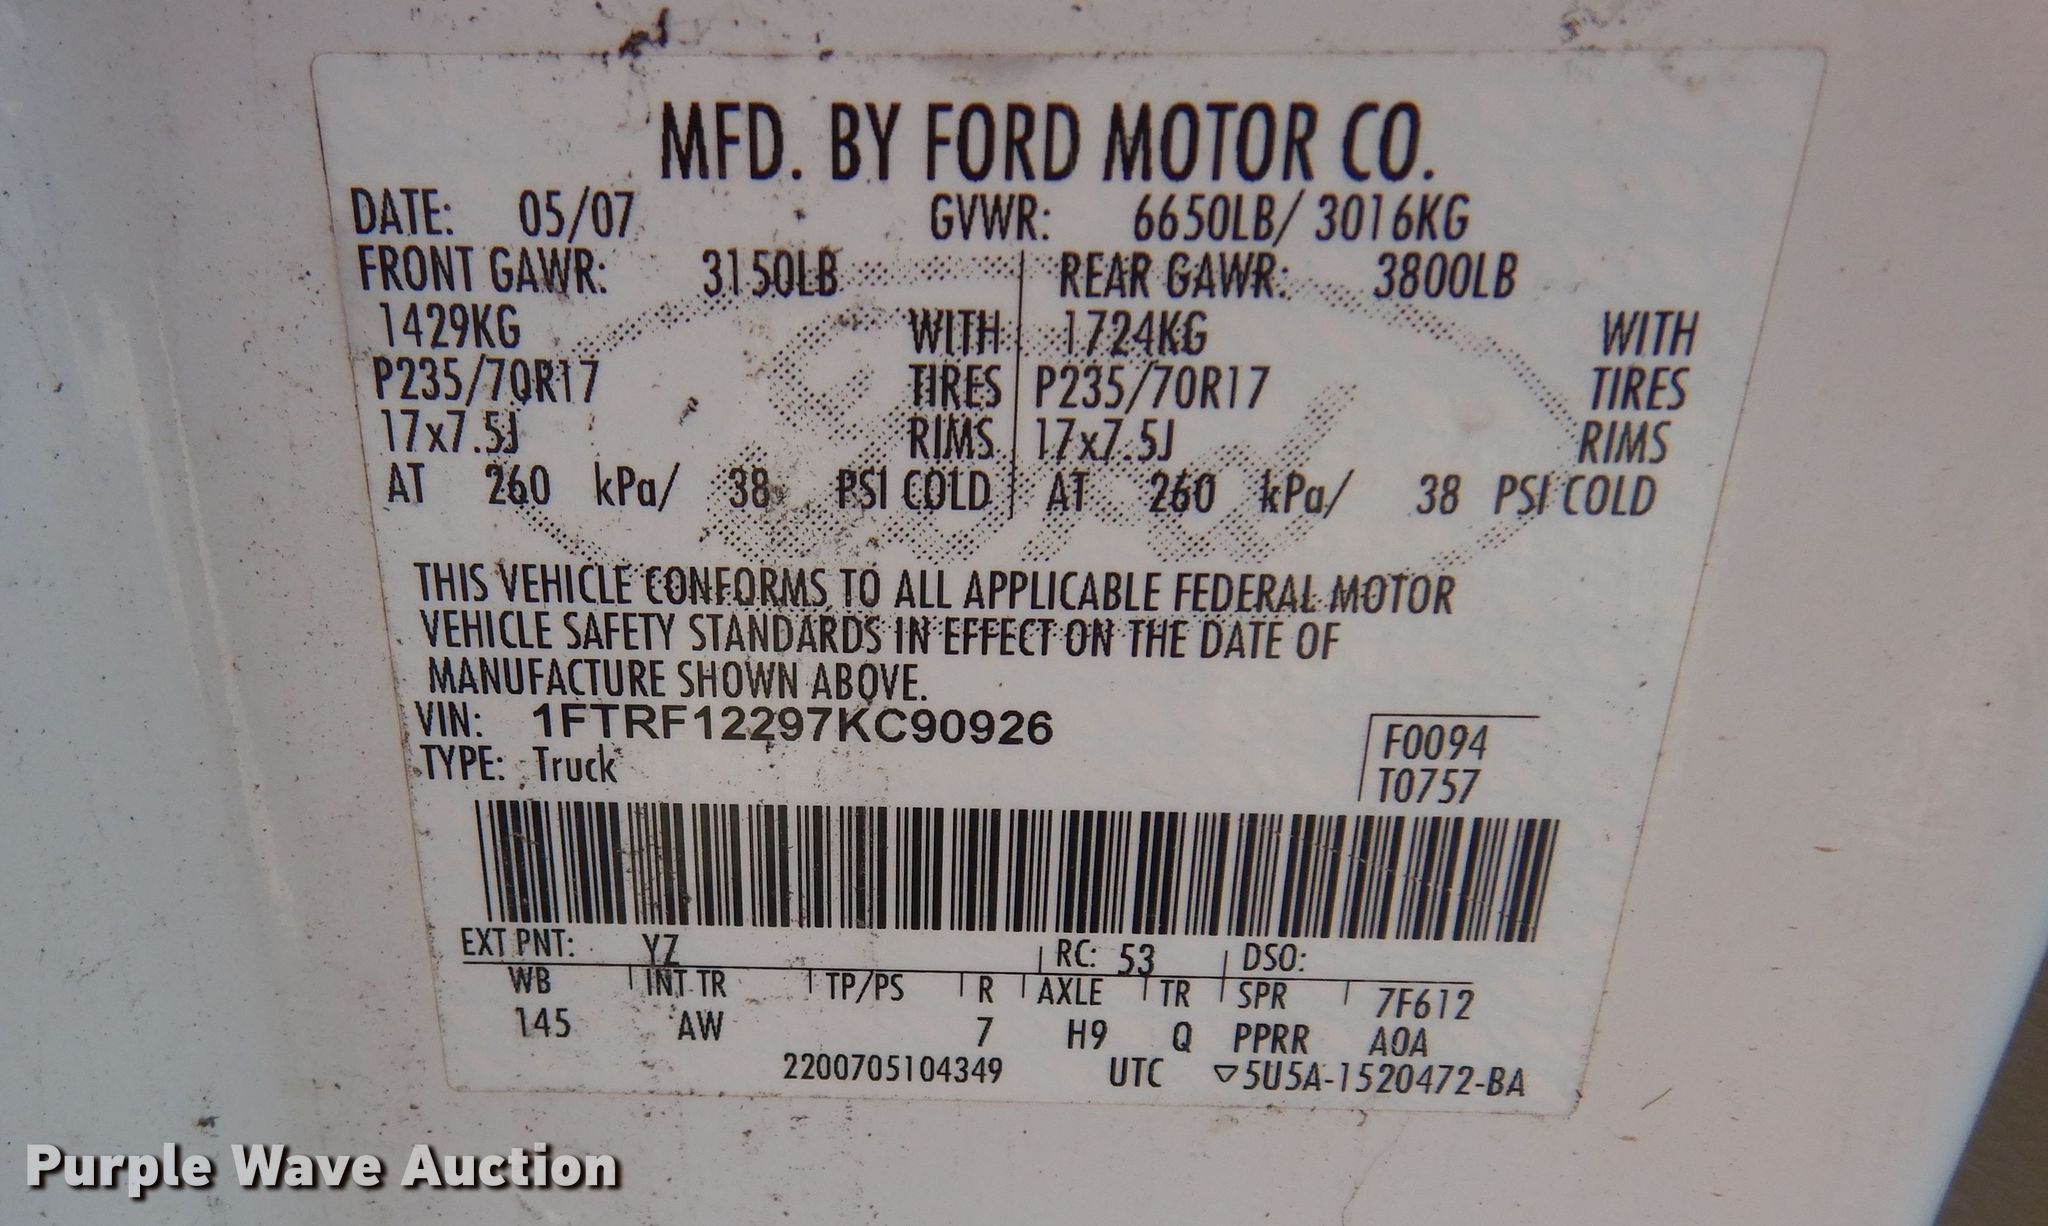 MFD. BY FORD MOTOR CO.
DATE: 05/07 GVWR: 6650LB/ 3016KG
FRONT GAWR: 3150LB REAR GAWR: 3800LB
1429KG WITH 1724KG WITH
P235/70R17 TIRES P235/70R17 TIRES
17x7.5J RIMS 17x7.5J RIMS
AT 260 kPa/ 38 PSI COLD AT 260 kPa/ 38 PSI COLD
THIS VEHICLE CONFORMS TO ALL APPLICABLE FEDERAL MOTOR
VEHICLE SAFETY STANDARDS IN EFFECT ON THE DATE OF
MANUFACTURE SHOWN ABOVE.
VIN: 1FTRF12297KC90926
F0094
TYPE: Truck
T0757
EXT PNT: YZ RC: 53 DSO:
WB INT TR TP/PS R AXLE TR SPR 7F612
145 AW 7 H9 Q PPRR A0A
2200705104349 UTC ▽5U5A-1520472-BA
Purple Wave Auction